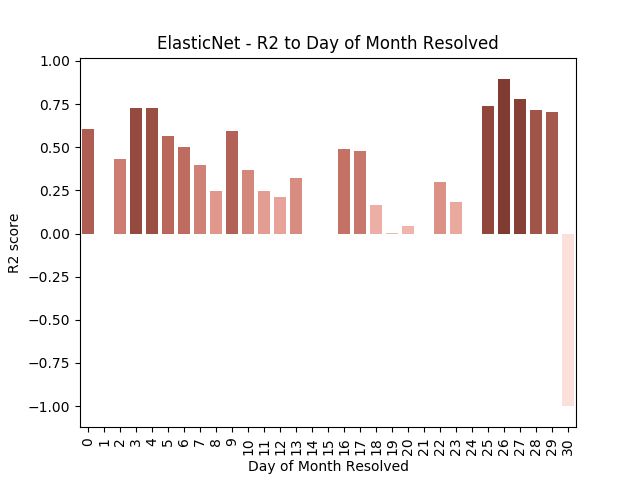 ElasticNet - R2 to Day of Month Resolved
1.00
0.75
0.50
0.25
0.00
−0.25
−0.50
−0.75
−1.00
R2 score
0 1 2 3 4 5 6 7 8 9 10 11 12 13 14 15 16 17 18 19 20 21 22 23 24 25 26 27 28 29 30
Day of Month Resolved